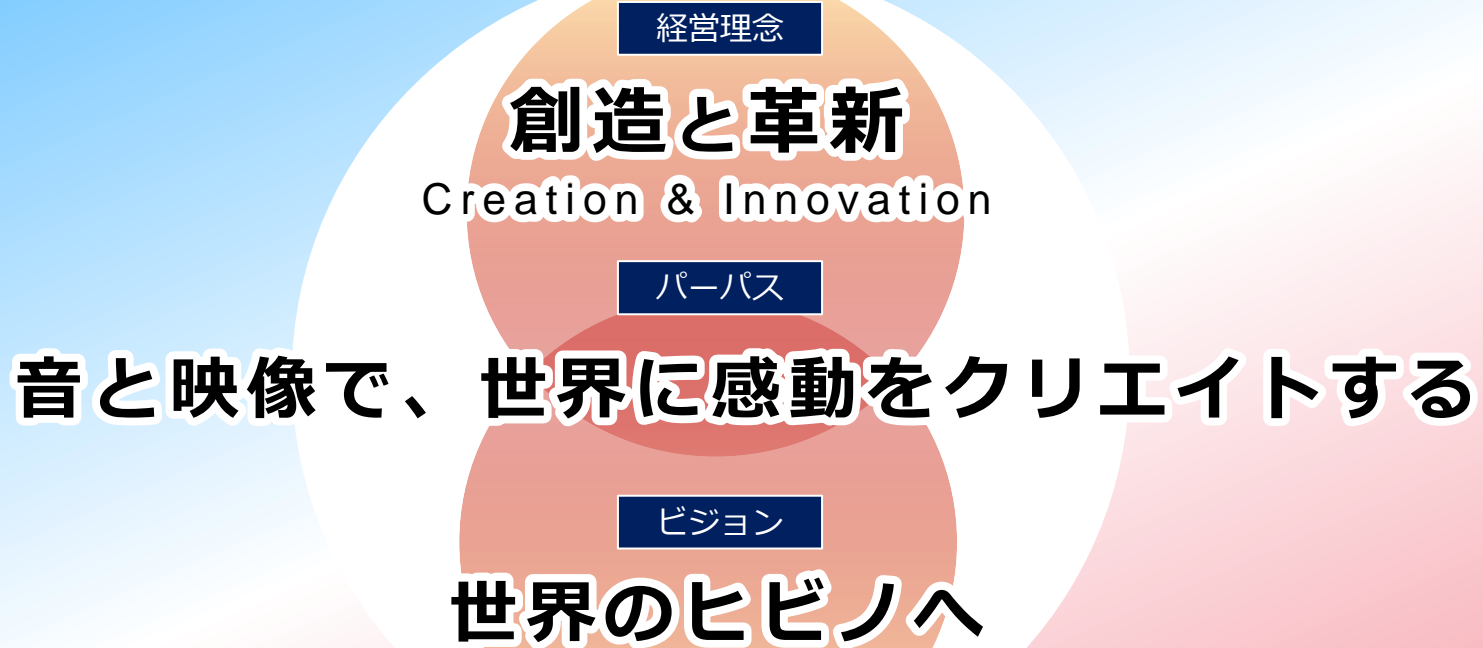 経営理念
創造と革新
Creation & Innovation
パーパス
音と映像で、世界に感動をクリエイトする
ビジョン
世界のヒビノへ